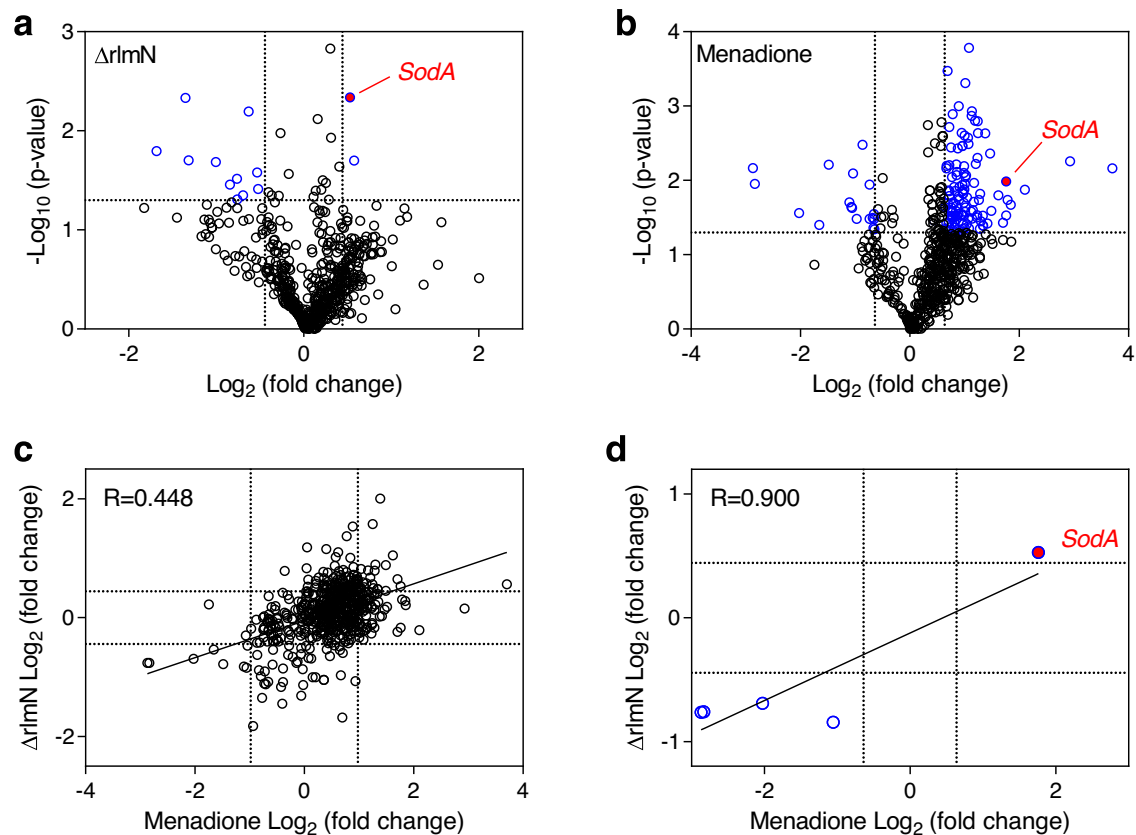 a
ΔrlmN
SodA
3
2
1
0
-Log10 (p-value)
-2
0
2
Log2 (fold change)
b
Menadione
SodA
4
3
2
1
0
-Log10 (p-value)
-4
-2
0
2
4
Log2 (fold change)
c
R=0.448
2
0
-2
ΔrlmN Log2 (fold change)
-4
-2
0
2
4
Menadione Log2 (fold change)
d
R=0.900
SodA
1
0
-1
ΔrlmN Log2 (fold change)
-2
0
2
Menadione Log2 (fold change)